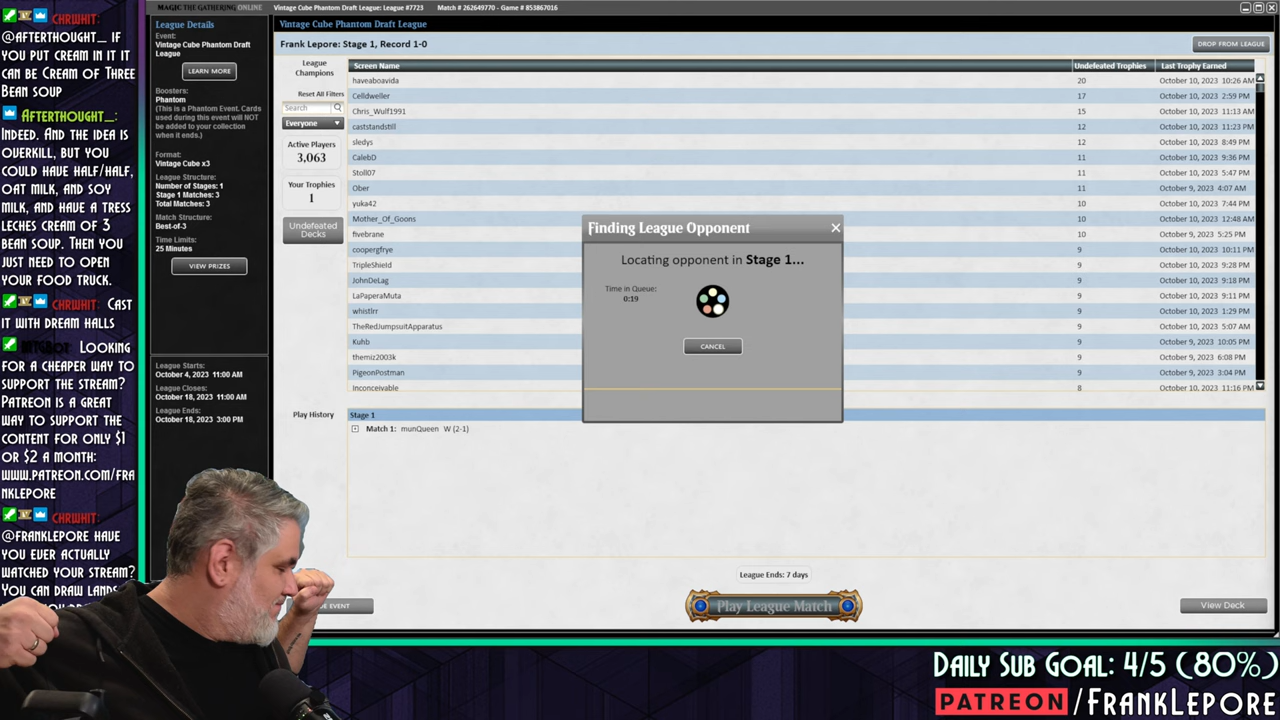 CHRWHIT:
@AFTERTHOUGHT_ IF
YOU PUT CREAM IN IT IT
CAN BE CREAM OF THREE
BEAN SOUP
AFTERTHOUGHT_:
INDEED. AND THE IDEA IS
OVERKILL, BUT YOU
COULD HAVE HALF/HALF,
OAT MILK, AND SOY
MILK, AND HAVE A TRESS
LECHES CREAM OF 3
BEAN SOUP. THEN YOU
JUST NEED TO OPEN
YOUR FOOD TRUCK.
CHRWHIT: CAST
IT WITH DREAM HALLS
LOOKING
FOR A CHEAPER WAY TO
SUPPORT THE STREAM?
PATREON IS A GREAT
WAY TO SUPPORT THE
CONTENT FOR ONLY $1
OR $2 A MONTH:
WWW.PATREON.COM/FRA
NKLEPORE
CHRWHIT:
@FRANKLEPORE HAVE
YOU EVER ACTUALLY
WATCHED YOUR STREAM?
YOU CAN DRAW LANDS
MAGIC THE GATHERING ONLINE
Vintage Cube Phantom Draft League: League #7723 Match # 262649770 - Game # 853867016
League Details
Event:
Vintage Cube Phantom Draft
League
LEARN MORE
Boosters:
Phantom
(This is a Phantom Event. Cards
used during this event will NOT
be added to your collection
when it ends.)
Format:
Vintage Cube x3
League Structure:
Number of Stages: 1
Stage 1 Matches: 3
Total Matches: 3
Match Structure:
Best-of-3
Time Limits:
25 Minutes
VIEW PRIZES
League Starts:
October 4, 2023 11:00 AM
League Closes:
October 18, 2023 11:00 AM
League Ends:
October 18, 2023 3:00 PM
Vintage Cube Phantom Draft League
Frank Lepore: Stage 1, Record 1-0
DROP FROM LEAGUE
League
Champions
Reset All Filters
Search
Everyone
Active Players
3,063
Your Trophies
1
Undefeated
Decks
Screen Name Undefeated Trophies Last Trophy Earned
haveaboavida 20 October 10, 2023 10:26 AM
Celldweller 17 October 10, 2023 2:59 PM
Chris_Wulf1991 15 October 10, 2023 11:13 AM
caststandstill 12 October 10, 2023 11:23 PM
sledys 12 October 10, 2023 8:49 PM
CalebD 11 October 10, 2023 9:36 PM
Stoll07 11 October 10, 2023 5:47 PM
Ober 11 October 9, 2023 4:07 AM
yuka42 10 October 10, 2023 7:44 PM
Mother_Of_Goons 10 October 10, 2023 12:48 AM
fivebrane 10 October 9, 2023 5:25 PM
coopergfrye 9 October 10, 2023 10:11 PM
TripleShield 9 October 10, 2023 9:28 PM
JohnDeLag 9 October 10, 2023 9:18 PM
LaPaperaMuta 9 October 10, 2023 9:11 PM
whistlrr 9 October 10, 2023 1:29 PM
TheRedJumpsuitApparatus 9 October 10, 2023 5:07 AM
Kuhb 9 October 9, 2023 10:05 PM
themiz2003k 9 October 9, 2023 6:08 PM
PigeonPostman 9 October 9, 2023 3:04 PM
Inconceivable 8 October 10, 2023 11:16 PM
Finding League Opponent
Locating opponent in Stage 1...
Time in Queue:
0:19
CANCEL
Play History
Stage 1
Match 1: munQueen W (2-1)
League Ends: 7 days
EVENT
Play League Match
View Deck
DAILY SUB GOAL: 4/5 (80%)
PATREON/FRANKLEPORE